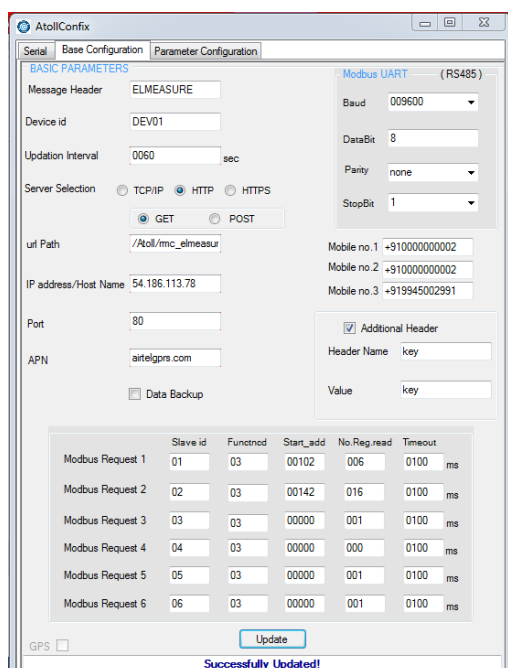 AtollConfix
Serial Base Configuration Parameter Configuration
BASIC PARAMETERS
Message Header ELMEASURE
Device id DEV01
Updation Interval 0060 sec
Server Selection TCP/IP HTTP HTTPS
GET POST
url Path /Atoll/rmc_elmeasur
IP address/Host Name 54.186.113.78
Port 80
APN airtelgprs.com
Data Backup
Modbus UART (RS485)
Baud 009600
DataBit 8
Parity none
StopBit 1
Mobile no.1 +910000000002
Mobile no.2 +910000000002
Mobile no.3 +919945002991
Additional Header
Header Name key
Value key
Slave id Functncd Start_add No.Reg.read Timeout
Modbus Request 1 01 03 00102 006 0100 ms
Modbus Request 2 02 03 00142 016 0100 ms
Modbus Request 3 03 03 00000 001 0100 ms
Modbus Request 4 04 03 00000 000 0100 ms
Modbus Request 5 05 03 00000 001 0100 ms
Modbus Request 6 06 03 00000 001 0100 ms
GPS
Update
Successfully Updated!